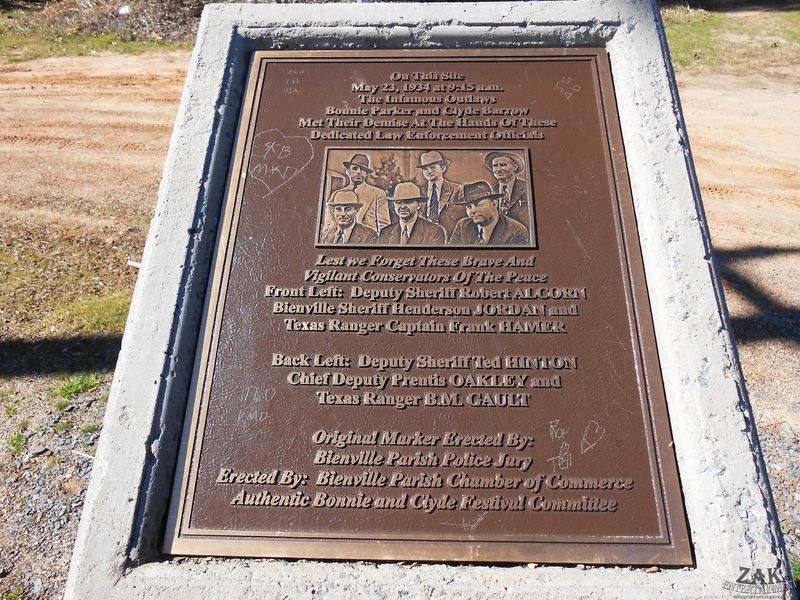 On This Site
May 23, 1934 at 9:15 a.m.
The Infamous Outlaws
Bonnie Parker and Clyde Barrow
Met Their Demise At The Hands Of These
Dedicated Law Enforcement Officials
Lest we Forget These Brave And
Vigilant Conservators Of The Peace
Front Left: Deputy Sheriff Robert ALCORN
Bienville Sheriff Henderson JORDAN and
Texas Ranger Captain Frank HAMER
Back Left: Deputy Sheriff Ted HINTON
Chief Deputy Prentis OAKLEY and
Texas Ranger B.M. GAULT
Original Marker Erected By:
Bienville Parish Police Jury
Erected By: Bienville Parish Chamber of Commerce
Authentic Bonnie and Clyde Festival Committee
ZAK
ENTERTAINMENT